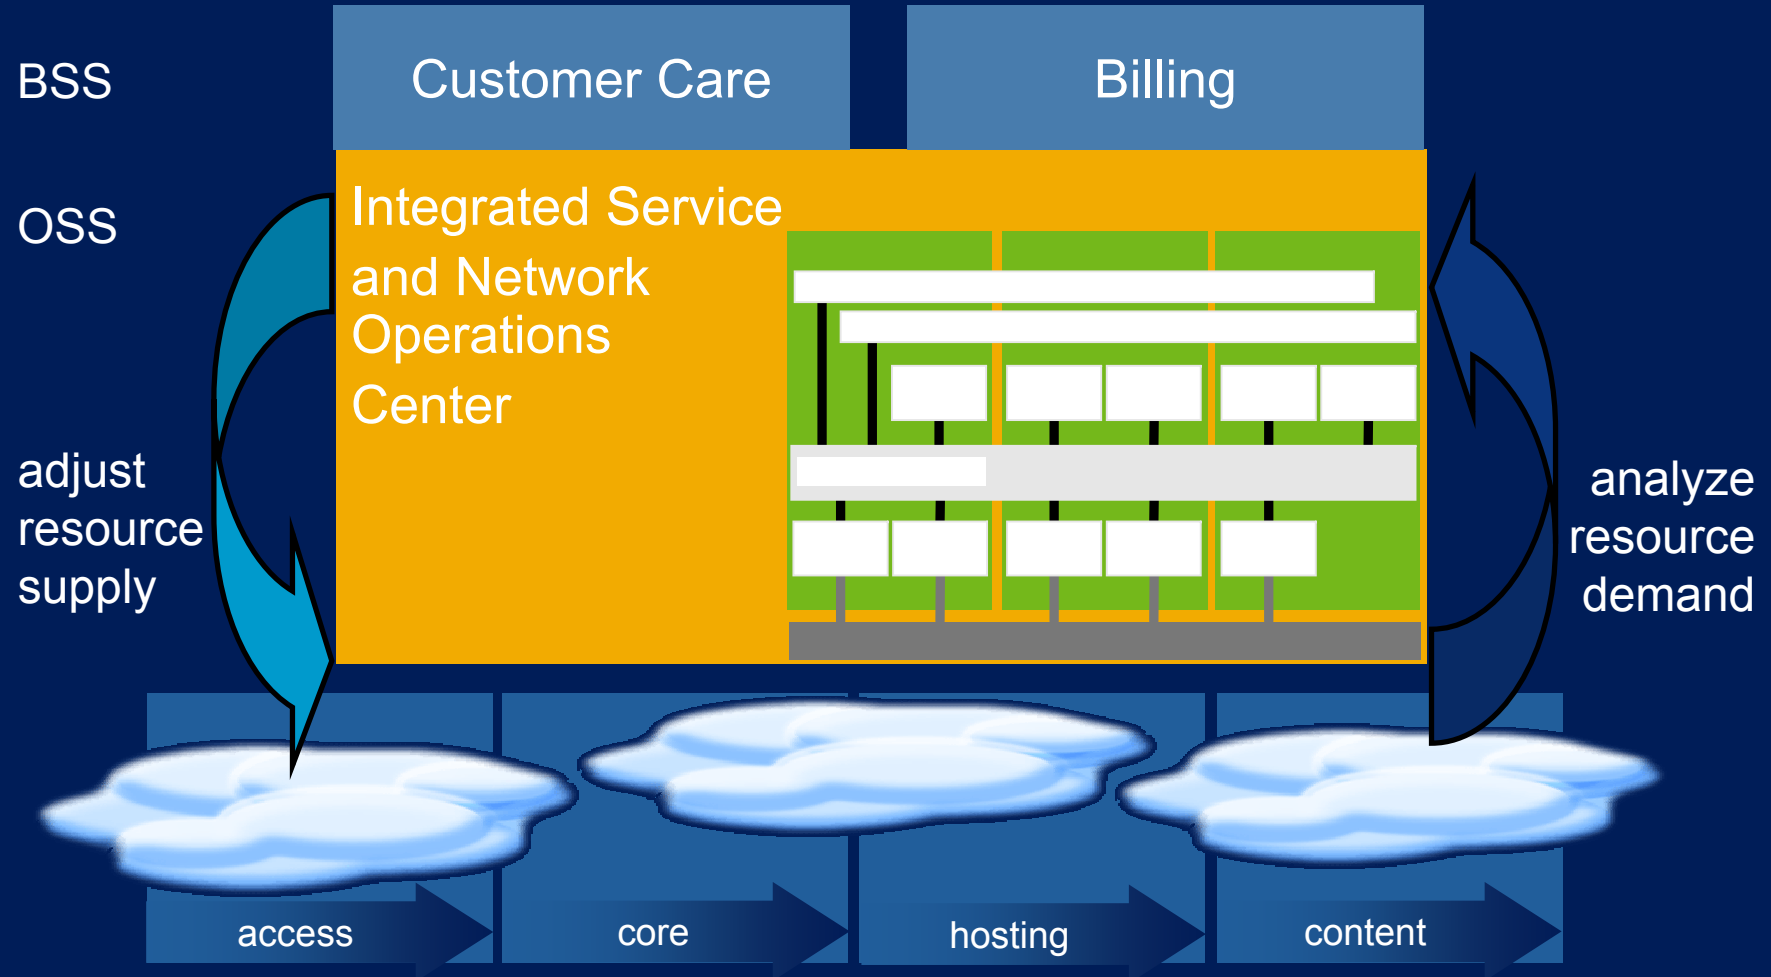 BSS
Customer Care
Billing
OSS
Integrated Service
and Network
Operations
Center
adjust
resource
supply
analyze
resource
demand
access
core
hosting
content